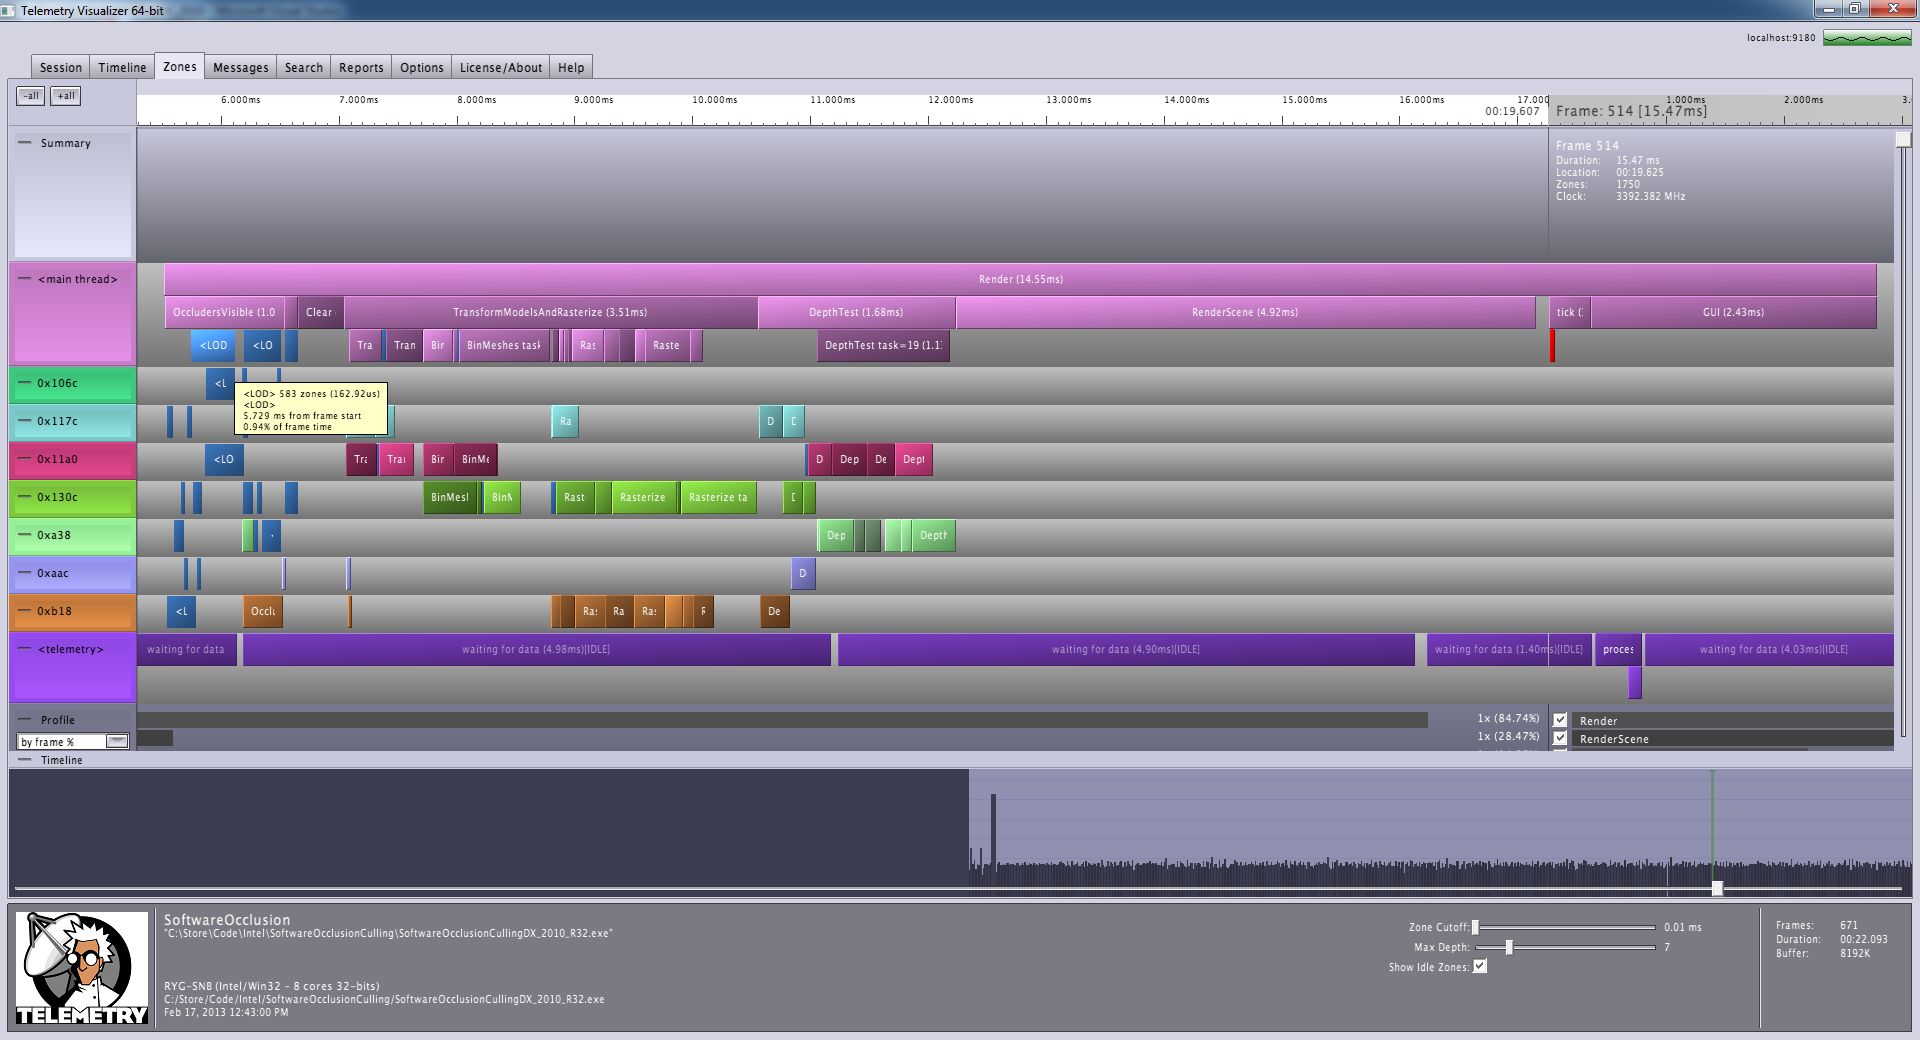 Telemetry Visualizer 64-bit
localhost:9180
Session Timeline Zones Messages Search Reports Options License/About Help
-all +all
6.000ms 7.000ms 8.000ms 9.000ms 10.000ms 11.000ms 12.000ms 13.000ms 14.000ms 15.000ms 16.000ms 17.000 1.000ms 2.000ms 3.
00:19.607 Frame: 514 [15.47ms]
Summary
Frame 514
Duration: 15.47 ms
Location: 00:19.625
Zones: 1750
Clock: 3392.382 MHz
<main thread>
Render (14.55ms)
OccludersVisible (1.0 Clear TransformModelsAndRasterize (3.51ms) DepthTest (1.68ms) RenderScene (4.92ms) tick (: GUI (2.43ms)
<LOD <LO Tra Tran Bir BinMeshes task Ras Raste DepthTest task=19 (1.1:
0x106c <L
<LOD> 583 zones (162.92us)
<LOD>
5.729 ms from frame start
0.94% of frame time
0x117c Ra D D
0x11a0 <LO Tra Tra Bir BinMe D Dep De Dept
0x130c BinMesl BinM Rast Rasterize Rasterize ta
0xa38 Dep Depth
0xaac D
0xb18 <L Occlu Ras Ra Ras R De
<telemetry> waiting for data waiting for data (4.98ms)[IDLE] waiting for data (4.90ms)[IDLE] waiting for data (1.40ms)[IDLE] proces waiting for data (4.03ms)[IDLE]
Profile 1x (84.74%) Render
by frame % 1x (28.47%) RenderScene
Timeline
TELEMETRY
SoftwareOcclusion
"C:\Store\Code\Intel\SoftwareOcclusionCulling\SoftwareOcclusionCullingDX_2010_R32.exe"
RYG-SNB (Intel/Win32 - 8 cores 32-bits)
C:/Store/Code/Intel/SoftwareOcclusionCulling/SoftwareOcclusionCullingDX_2010_R32.exe
Feb 17, 2013 12:43:00 PM
Zone Cutoff: 0.01 ms
Max Depth: 7
Show Idle Zones:
Frames: 671
Duration: 00:22.093
Buffer: 8192K